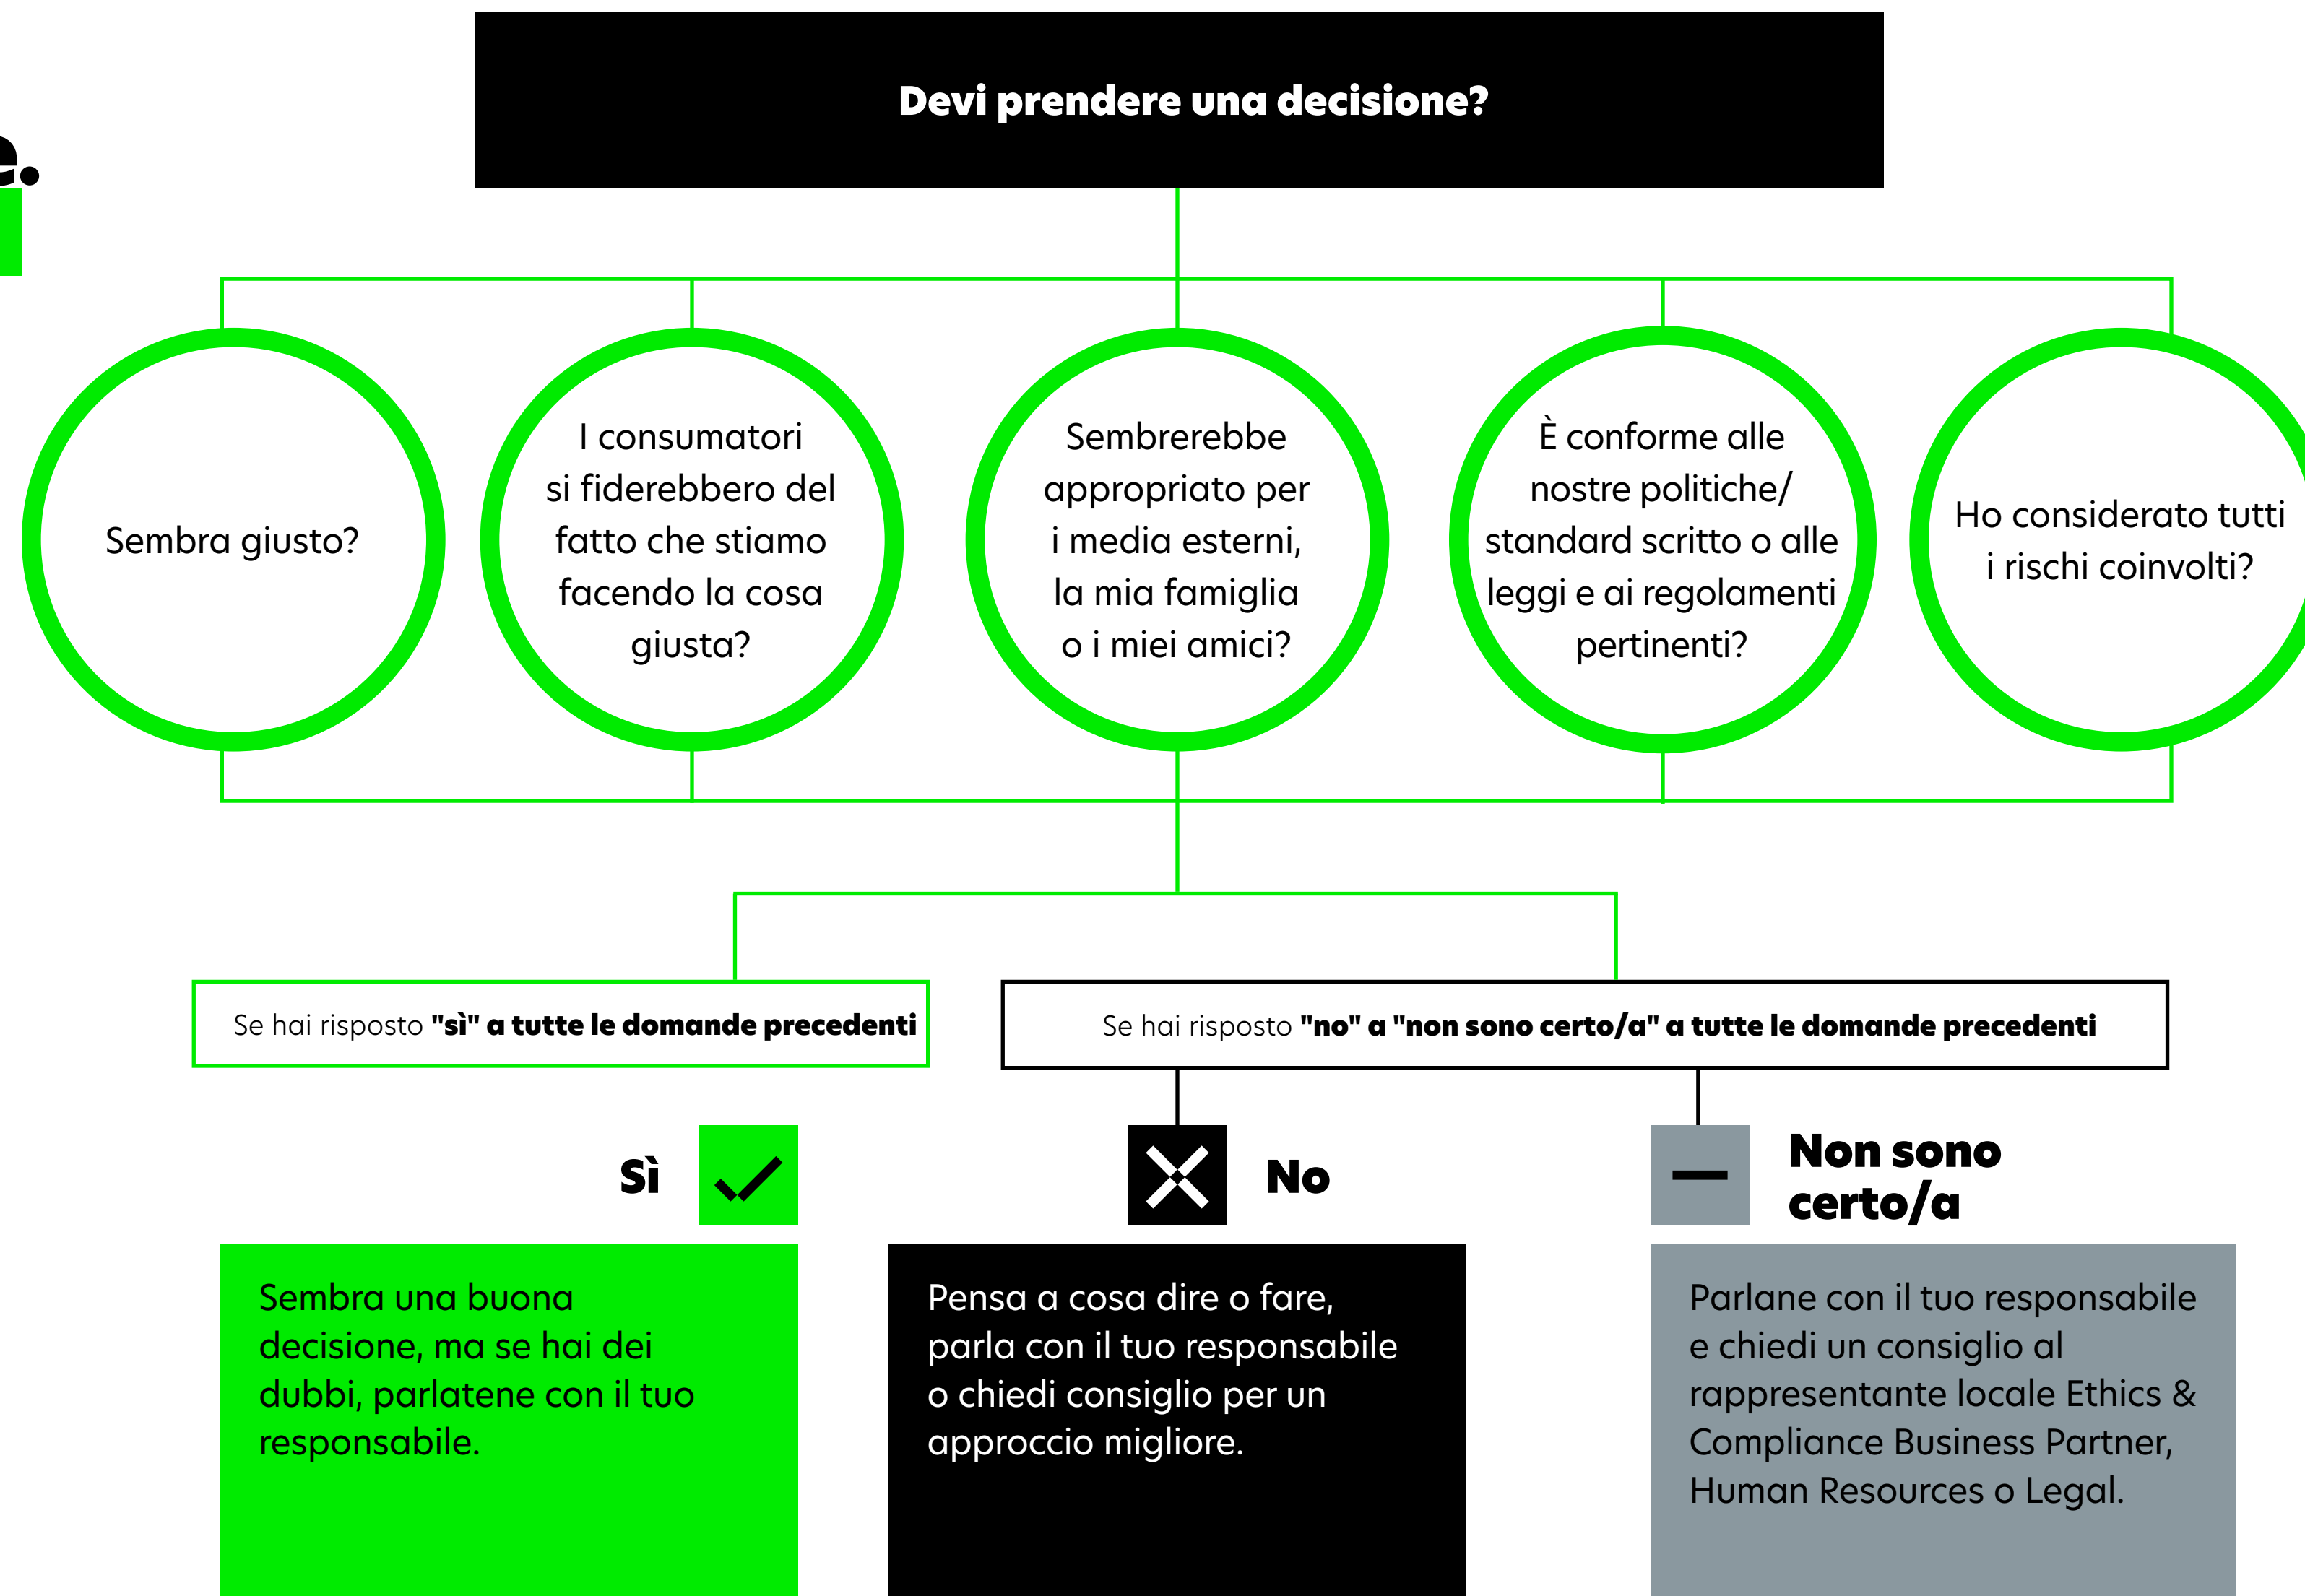 Devi prendere una decisione?
e.
Sembra giusto?
I consumatori
si fiderebbero del
fatto che stiamo
facendo la cosa
giusta?
Sembrerebbe
appropriato per
i media esterni,
la mia famiglia
o i miei amici?
È conforme alle
nostre politiche/
standard scritto o alle
leggi e ai regolamenti
pertinenti?
Ho considerato tutti
i rischi coinvolti?
Se hai risposto "sì" a tutte le domande precedenti
Se hai risposto "no" a "non sono certo/a" a tutte le domande precedenti
Sì
No
Non sono
certo/a
Sembra una buona
decisione, ma se hai dei
dubbi, parlatene con il tuo
responsabile.
Pensa a cosa dire o fare,
parla con il tuo responsabile
o chiedi consiglio per un
approccio migliore.
Parlane con il tuo responsabile
e chiedi un consiglio al
rappresentante locale Ethics &
Compliance Business Partner,
Human Resources o Legal.